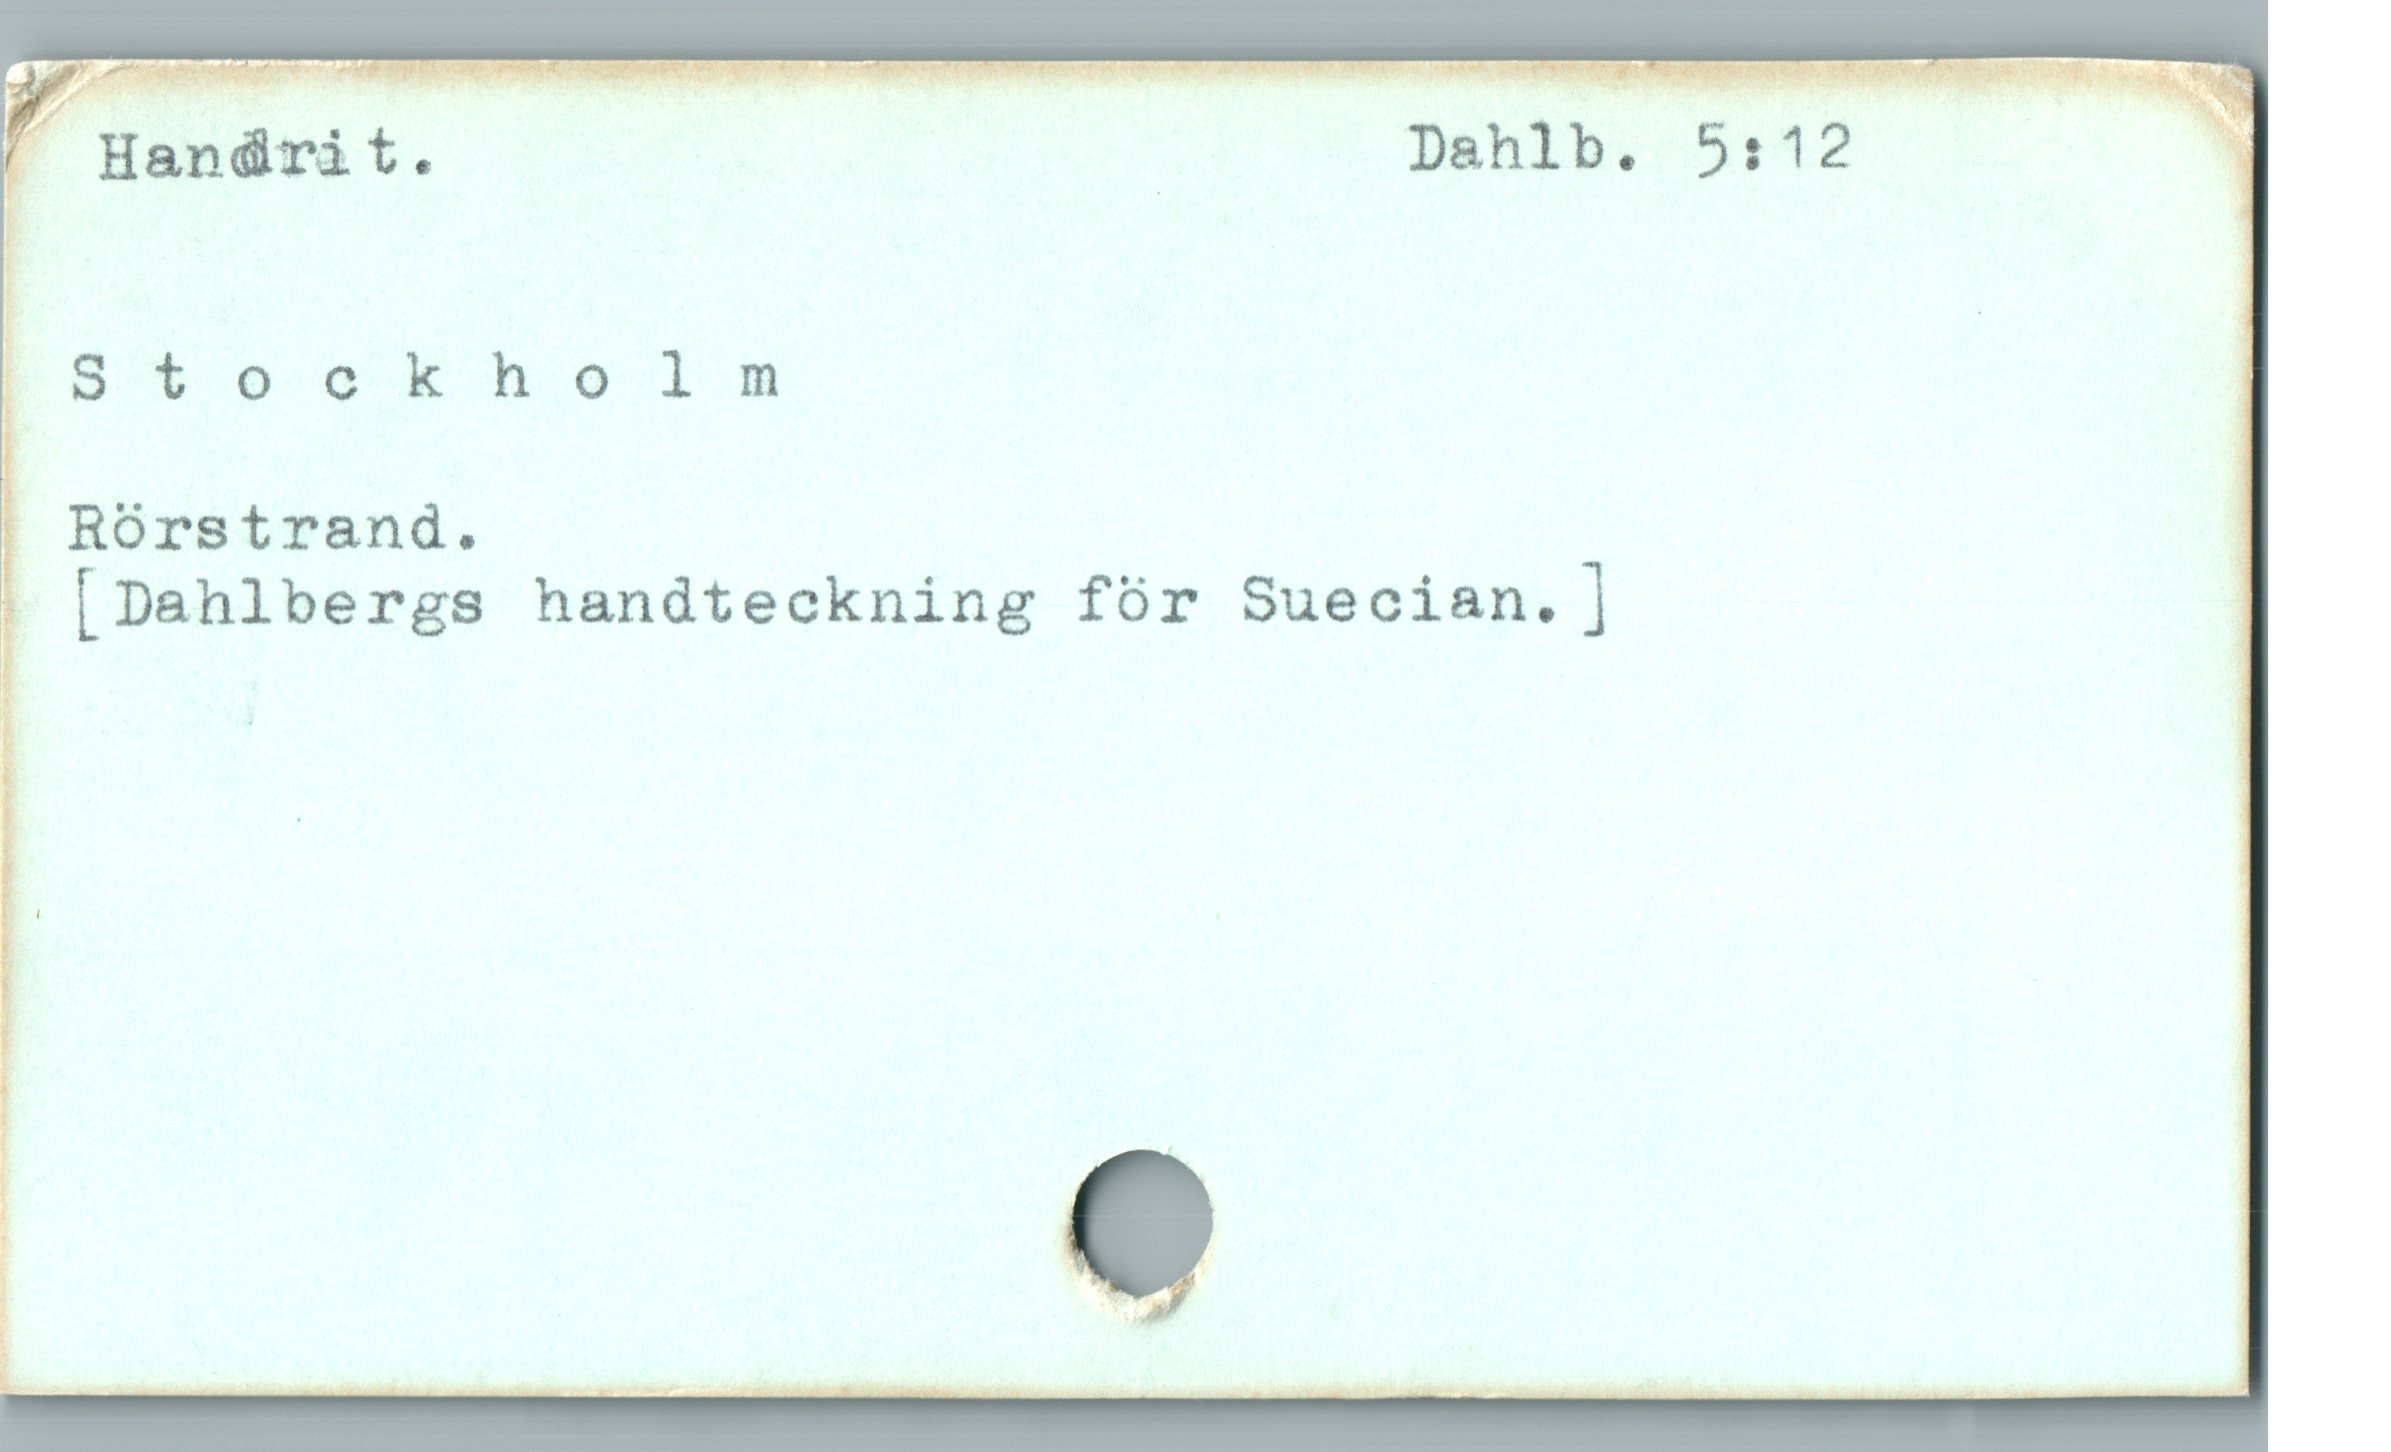 Handrit.
Dahlb. 5:12
S t o c k h o l m
Rörstrand.
[Dahlbergs handteckning för Suecian.]